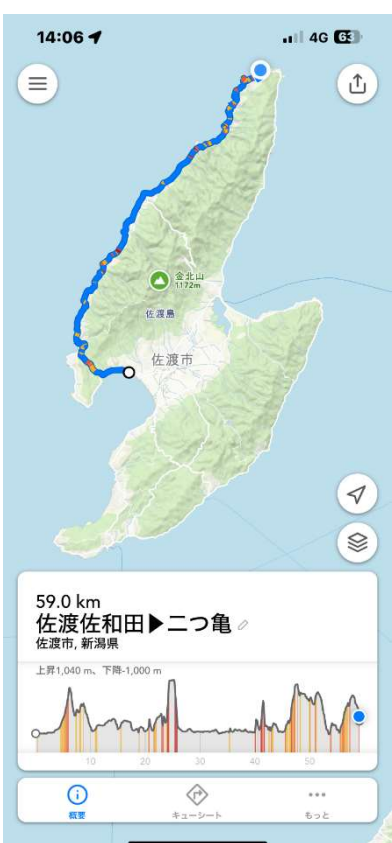 14:06
4G 63
金北山
1172m
佐渡島
佐渡市
59.0 km
佐渡佐和田▶二つ亀
佐渡市, 新潟県
上昇1,040 m、下降-1,000 m
10 20 30 40 50
概要 キューシート もっと